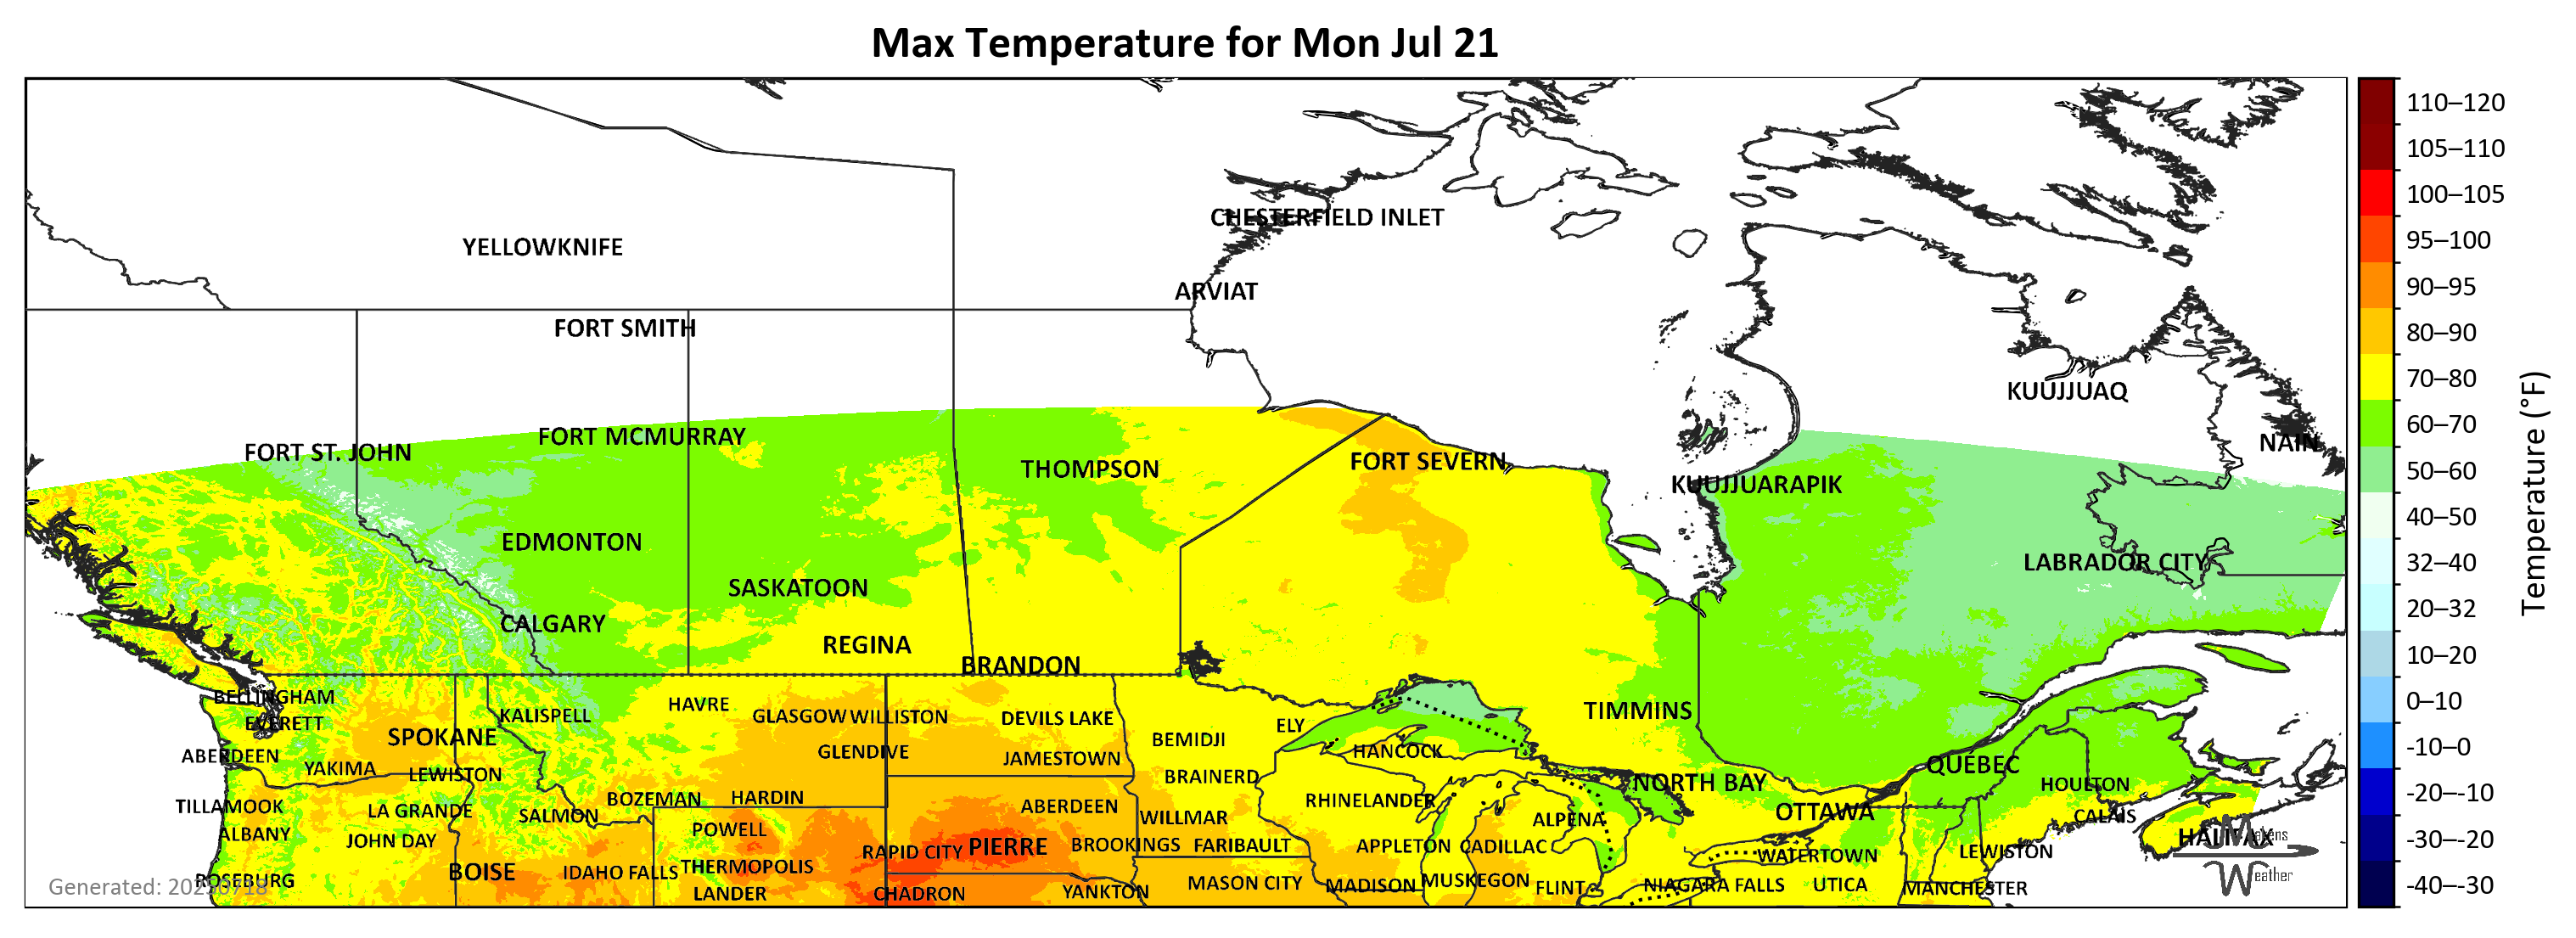 Max Temperature for Mon Jul 21
CHESTERFIELD INLET
YELLOWKNIFE
ARVIAT
FORT SMITH
KUUJJUAQ
FORT MCMURRAY
FORT ST. JOHN
NAIN
FORT SEVERN
THOMPSON
KUUJJUARAPIK
EDMONTON
LABRADOR CITY
SASKATOON
CALGARY
REGINA
BRANDON
BELLINGHAM
HAVRE
TIMMINS
KALISPELL
GLASGOW
WILLISTON
DEVILS LAKE
EVERETT
ELY
SPOKANE
BEMIDJI
GLENDIVE
HANCOCK
ABERDEEN
JAMESTOWN
QUÉBEC
YAKIMA
LEWISTON
BRAINERD
NORTH BAY
HOULTON
BOZEMAN
HARDIN
RHINELANDER
TILLAMOOK
ABERDEEN
LA GRANDE
OTTAWA
SALMON
WILLMAR
CALAIS
ALPENA
POWELL
ALBANY
HALIFAX
JOHN DAY
BROOKINGS
FARIBAULT
APPLETON
CADILLAC
PIERRE
RAPID CITY
LEWISTON
WATERTOWN
THERMOPOLIS
BOISE
IDAHO FALLS
ROSEBURG
MUSKEGON
MASON CITY
MADISON
NIAGARA FALLS
UTICA
FLINT
MANCHESTER
YANKTON
LANDER
CHADRON
Generated: 20250718
Makens
Weather
110–120
105–110
100–105
95–100
90–95
80–90
70–80
60–70
50–60
40–50
32–40
20–32
10–20
0–10
-10–0
-20–-10
-30–-20
-40–-30
Temperature (°F)